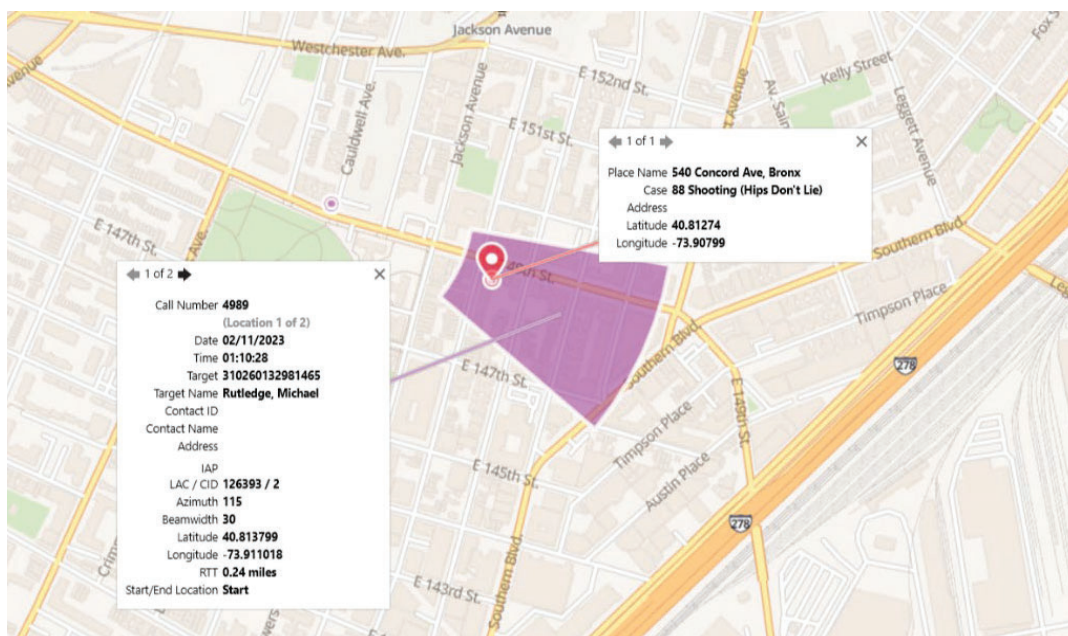 Jackson Avenue
Westchester Ave.
E 152nd St.
Kelly Street
Fox
Leggett Avenue
Av. Sain
Cauldwell Ave.
Jackson Avenue
E 151st St.
1 of 1
Place Name 540 Concord Ave, Bronx
Case 88 Shooting (Hips Don't Lie)
Address
Latitude 40.81274
Longitude -73.90799
E 147th St.
Ave.
49th St.
Southern Blvd.
Timpson Place
278
1 of 2
Call Number 4989
(Location 1 of 2)
Date 02/11/2023
Time 01:10:28
Target 310260132981465
Target Name Rutledge, Michael
Contact ID
Contact Name
Address
IAP
LAC / CID 126393 / 2
Azimuth 115
Beamwidth 30
Latitude 40.813799
Longitude -73.911018
RTT 0.24 miles
Start/End Location Start
E 147th St.
Southern Blvd.
E 149th St.
Timpson Place
Austin Place
E 145th St.
278
E 143rd St.
Southern Blvd.